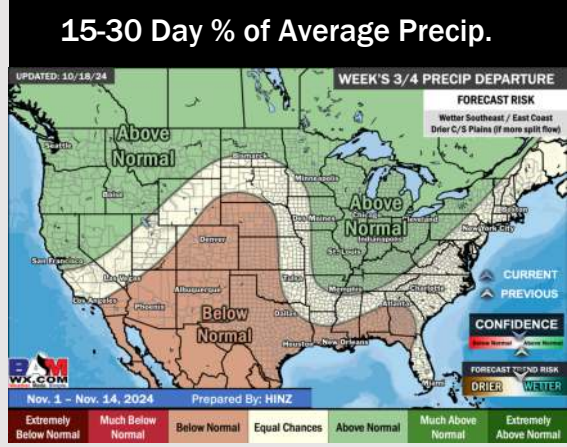 15-30 Day % of Average Precip.
UPDATED: 10/18/24
WEEK'S 3/4 PRECIP DEPARTURE
FORECAST RISK
Wetter Southeast / East Coast
Drier C/S Plains (if more split flow)
Above
Normal
Seattle
Bismarck
Minneapolis
Boise
Above
Normal
Des Moines
Chicago
Cleveland
Boston
New York City
Indianapolis
San Francisco
Denver
St. Louis
Las Vegas
Los Angeles
Albuquerque
Phoenix
Tulsa
Memphis
Charlotte
Atlanta
Below
Normal
Dallas
Houston
New Orleans
Miami
CURRENT
PREVIOUS
CONFIDENCE
Below Normal
Above Normal
FORECAST TREND RISK
DRIER
WETTER
BAM
WX.COM
Nov. 1 – Nov. 14, 2024
Prepared By: HINZ
Extremely
Below Normal
Much Below
Normal
Below Normal
Equal Chances
Above Normal
Much Above
Normal
Extremely
Above Normal